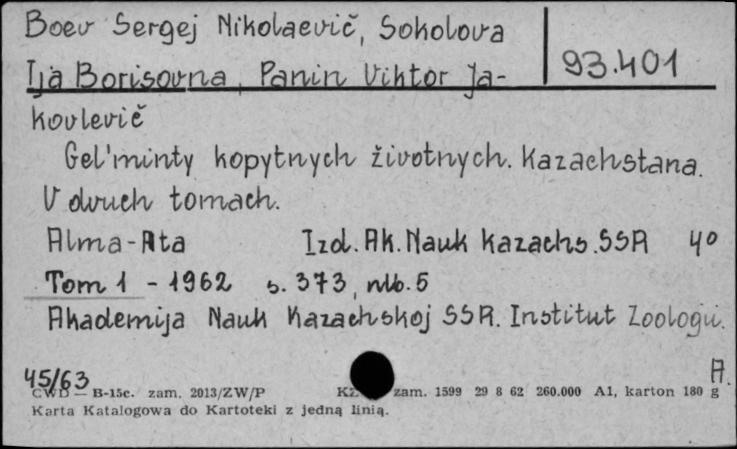 Boev Sergej Nikolaevič, Sokolova
93.401
Ija Borisovna, Panin Viktor Ja-
kovlevič
Gel'minty kopytnych životnych. Kazachstana.
V dvuch tomach.
Alma-Ata Izd. Ak. Nauk Kazachs. SSR 4°
Tom 1 - 1962 s. 373, nlb. 5
Akademija Nauk Kazachskoj SSR. Institut Zoologii.
A.
45/63
CWD — B-15c. zam. 2013/ZW/P zam. 1599 29 8 62 260.000 A1, karton 180 g
Karta Katalogowa do Kartoteki z jedną linią.